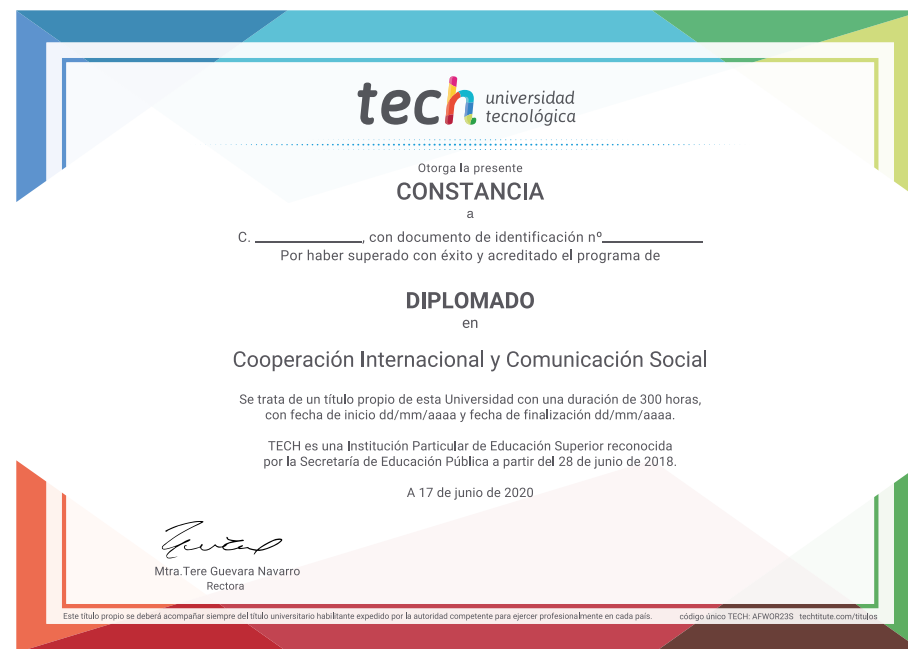 tech universidad
tecnológica
Otorga la presente
CONSTANCIA
a
C. ____________, con documento de identificación nº____________
Por haber superado con éxito y acreditado el programa de
DIPLOMADO
en
Cooperación Internacional y Comunicación Social
Se trata de un título propio de esta Universidad con una duración de 300 horas,
con fecha de inicio dd/mm/aaaa y fecha de finalización dd/mm/aaaa.
TECH es una Institución Particular de Educación Superior reconocida
por la Secretaría de Educación Pública a partir del 28 de junio de 2018.
A 17 de junio de 2020
Mtra.Tere Guevara Navarro
Rectora
Este título propio se deberá acompañar siempre del título universitario habilitante expedido por la autoridad competente para ejercer profesionalmente en cada país. código único TECH: AFWOR23S techtitute.com/titulos